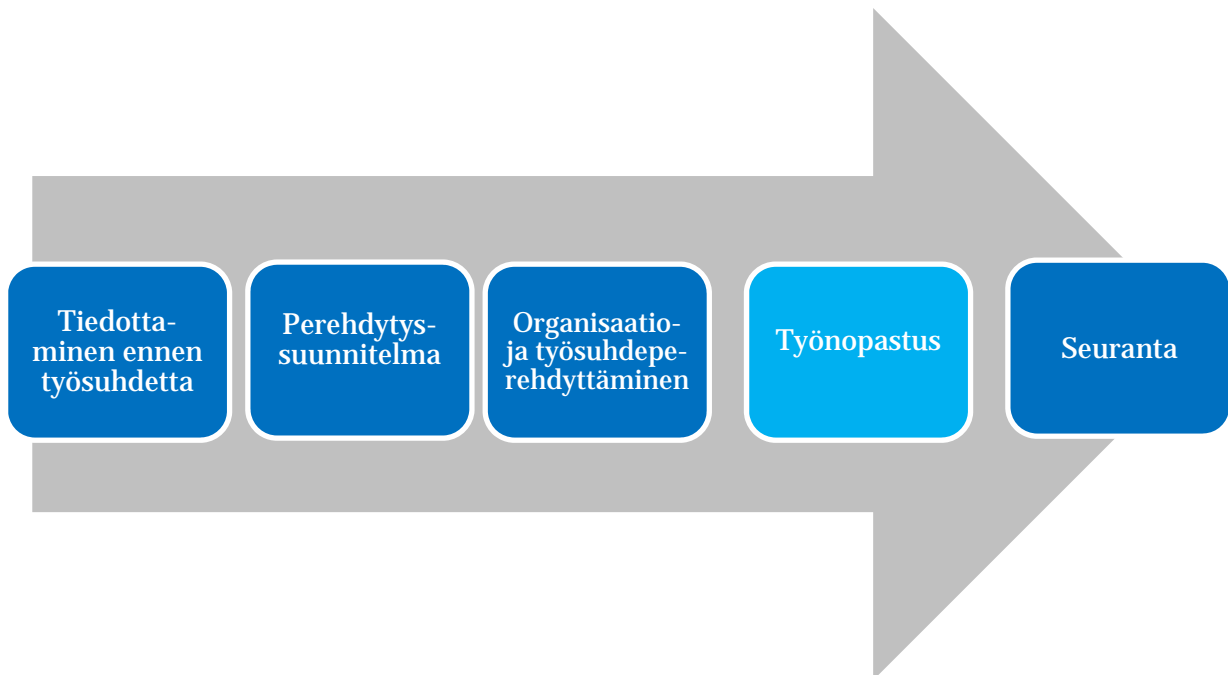 Tiedotta-
minen ennen
työsuhdetta
Perehdytys-
suunnitelma
Organisaatio-
ja työsuhdepe-
rehdyttäminen
Työnopastus
Seuranta